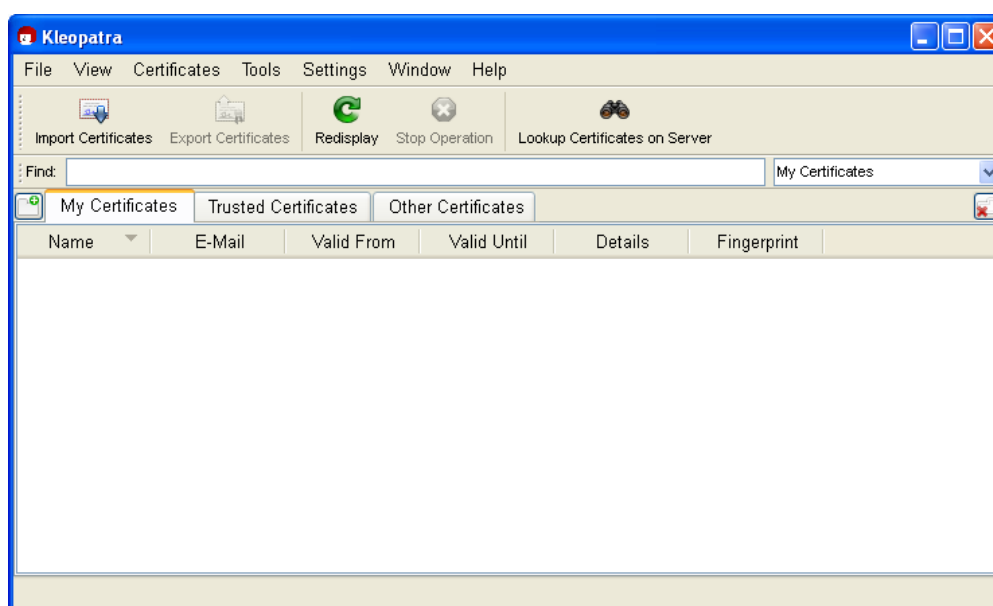 Kleopatra
File View Certificates Tools Settings Window Help
Import Certificates Export Certificates Redisplay Stop Operation Lookup Certificates on Server
Find: My Certificates
My Certificates Trusted Certificates Other Certificates
Name E-Mail Valid From Valid Until Details Fingerprint